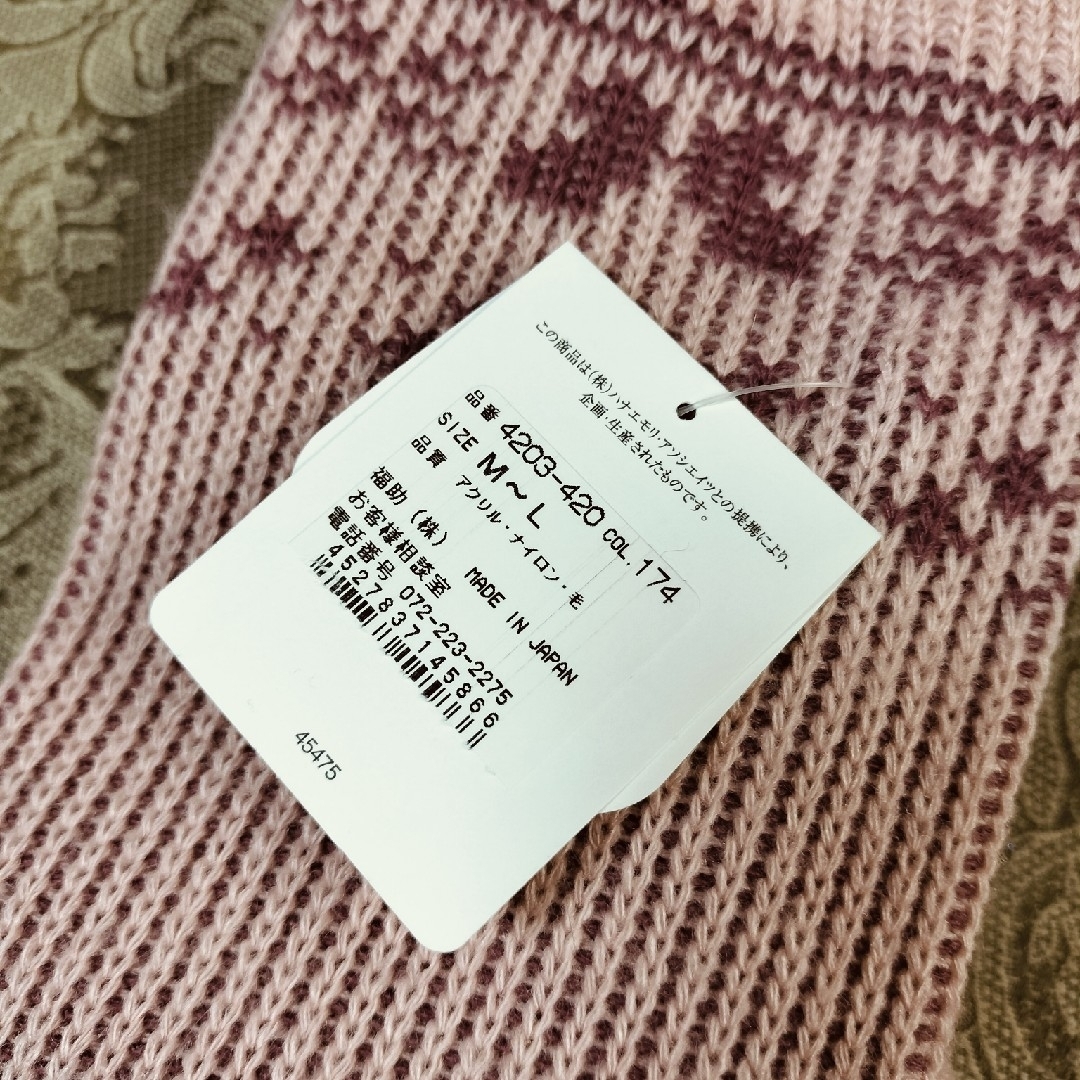 この商品は(株)ハナエモリ・アソシエイツとの提携により、
企画・生産されたものです。
品番 4203-420 COL.174
SIZE M～L
品質 アクリル・ナイロン・毛
福助(株) MADE IN JAPAN
お客様相談室
電話番号 072-223-2275
4527837145866
45475